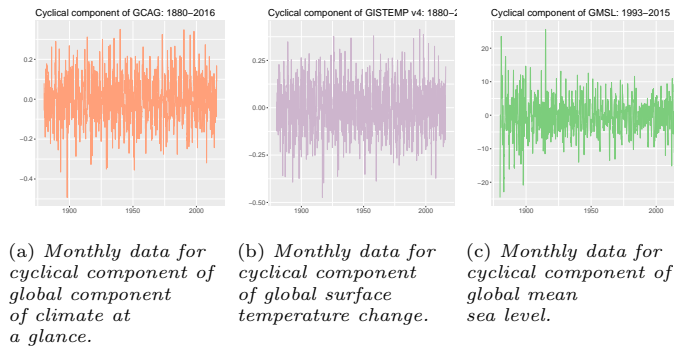 Cyclical component of GCAG: 1880–2016
0.2
0.0
−0.2
−0.4
1900
1950
2000
Cyclical component of GISTEMP v4: 1880–2
0.25
0.00
−0.25
−0.50
1900
1950
2000
Cyclical component of GMSL: 1993–2015
20
10
0
−10
−20
1900
1950
2000
(a) Monthly data for
cyclical component of
global component
of climate at
a glance.
(b) Monthly data for
cyclical component
of global surface
temperature change.
(c) Monthly data for
cyclical component of
global mean
sea level.